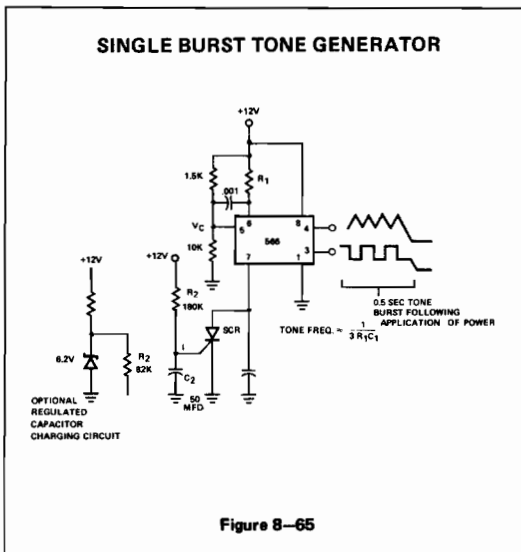 SINGLE BURST TONE GENERATOR
+12V
1.5K
R1
.001
VC
5
6
8
4
566
3
10K
7
1
+12V
+12V
R2
180K
SCR
0.5 SEC TONE
BURST FOLLOWING
APPLICATION OF POWER
TONE FREQ. ≈ 1
3 R1C1
6.2V
R2
82K
I
C2
50
MFD
OPTIONAL
REGULATED
CAPACITOR
CHARGING CIRCUIT
Figure 8–65